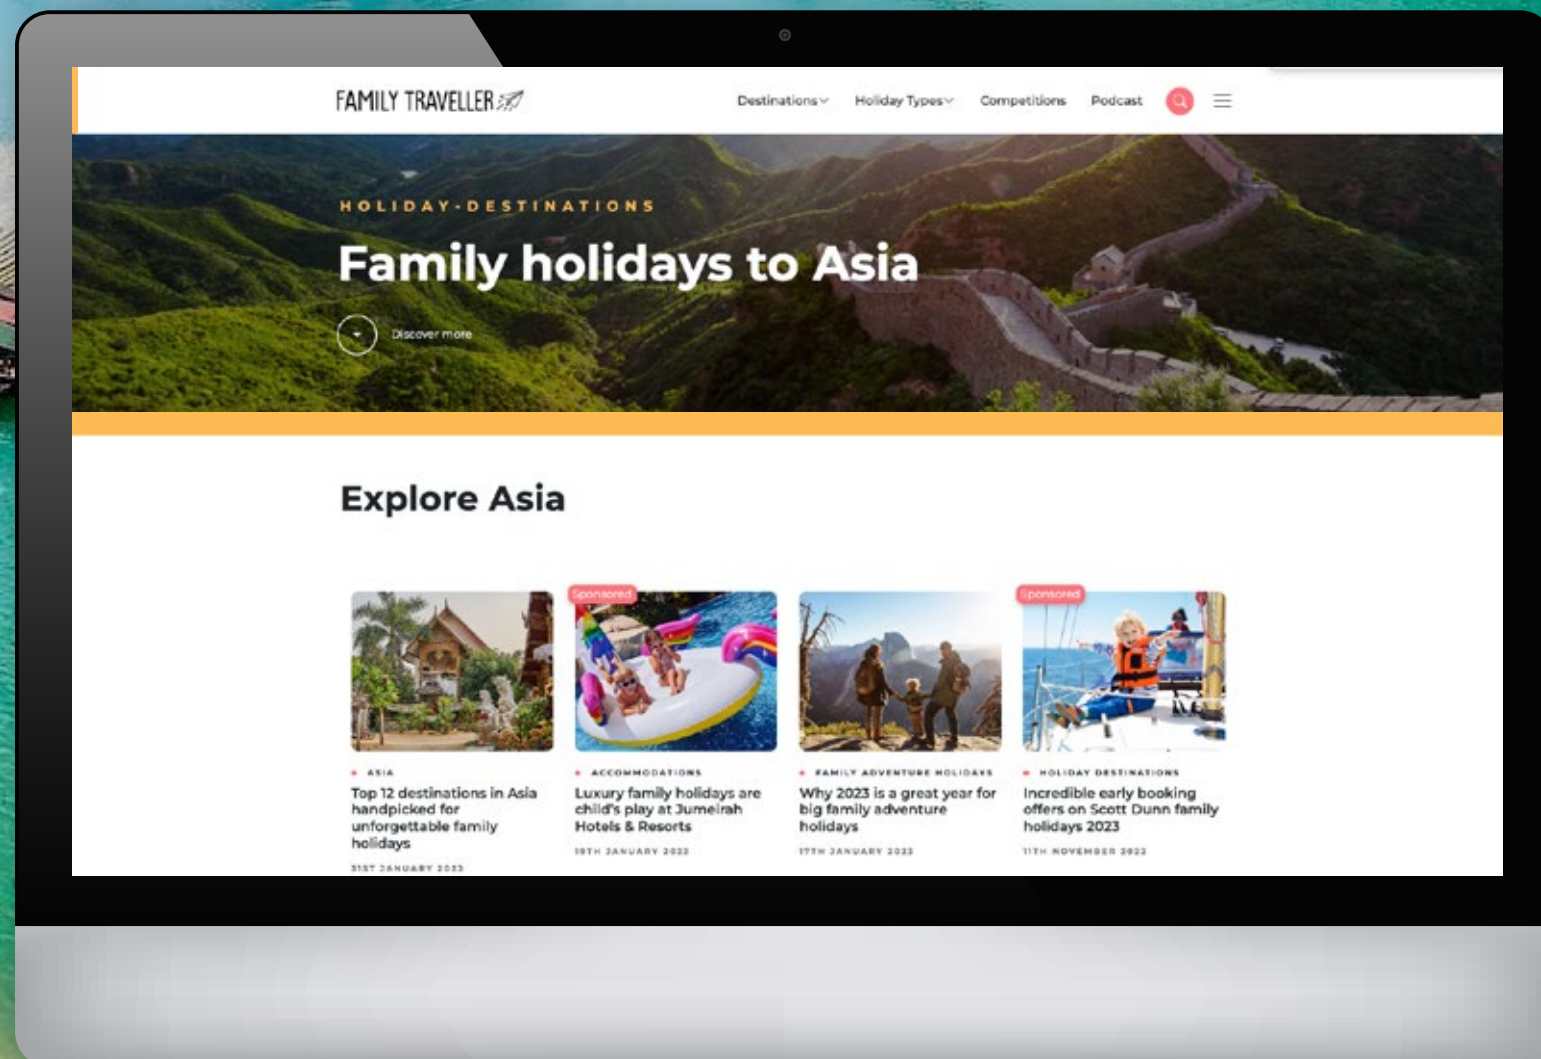 FAMILY TRAVELLER
Destinations
Holiday Types
Competitions
Podcast
HOLIDAY-DESTINATIONS
Family holidays to Asia
Discover more
Explore Asia
Sponsored
Sponsored
ASIA
Top 12 destinations in Asia
handpicked for
unforgettable family
holidays
31ST JANUARY 2023
ACCOMMODATIONS
Luxury family holidays are
child's play at Jumeirah
Hotels & Resorts
19TH JANUARY 2023
FAMILY ADVENTURE HOLIDAYS
Why 2023 is a great year for
big family adventure
holidays
17TH JANUARY 2023
HOLIDAY DESTINATIONS
Incredible early booking
offers on Scott Dunn family
holidays 2023
11TH NOVEMBER 2022